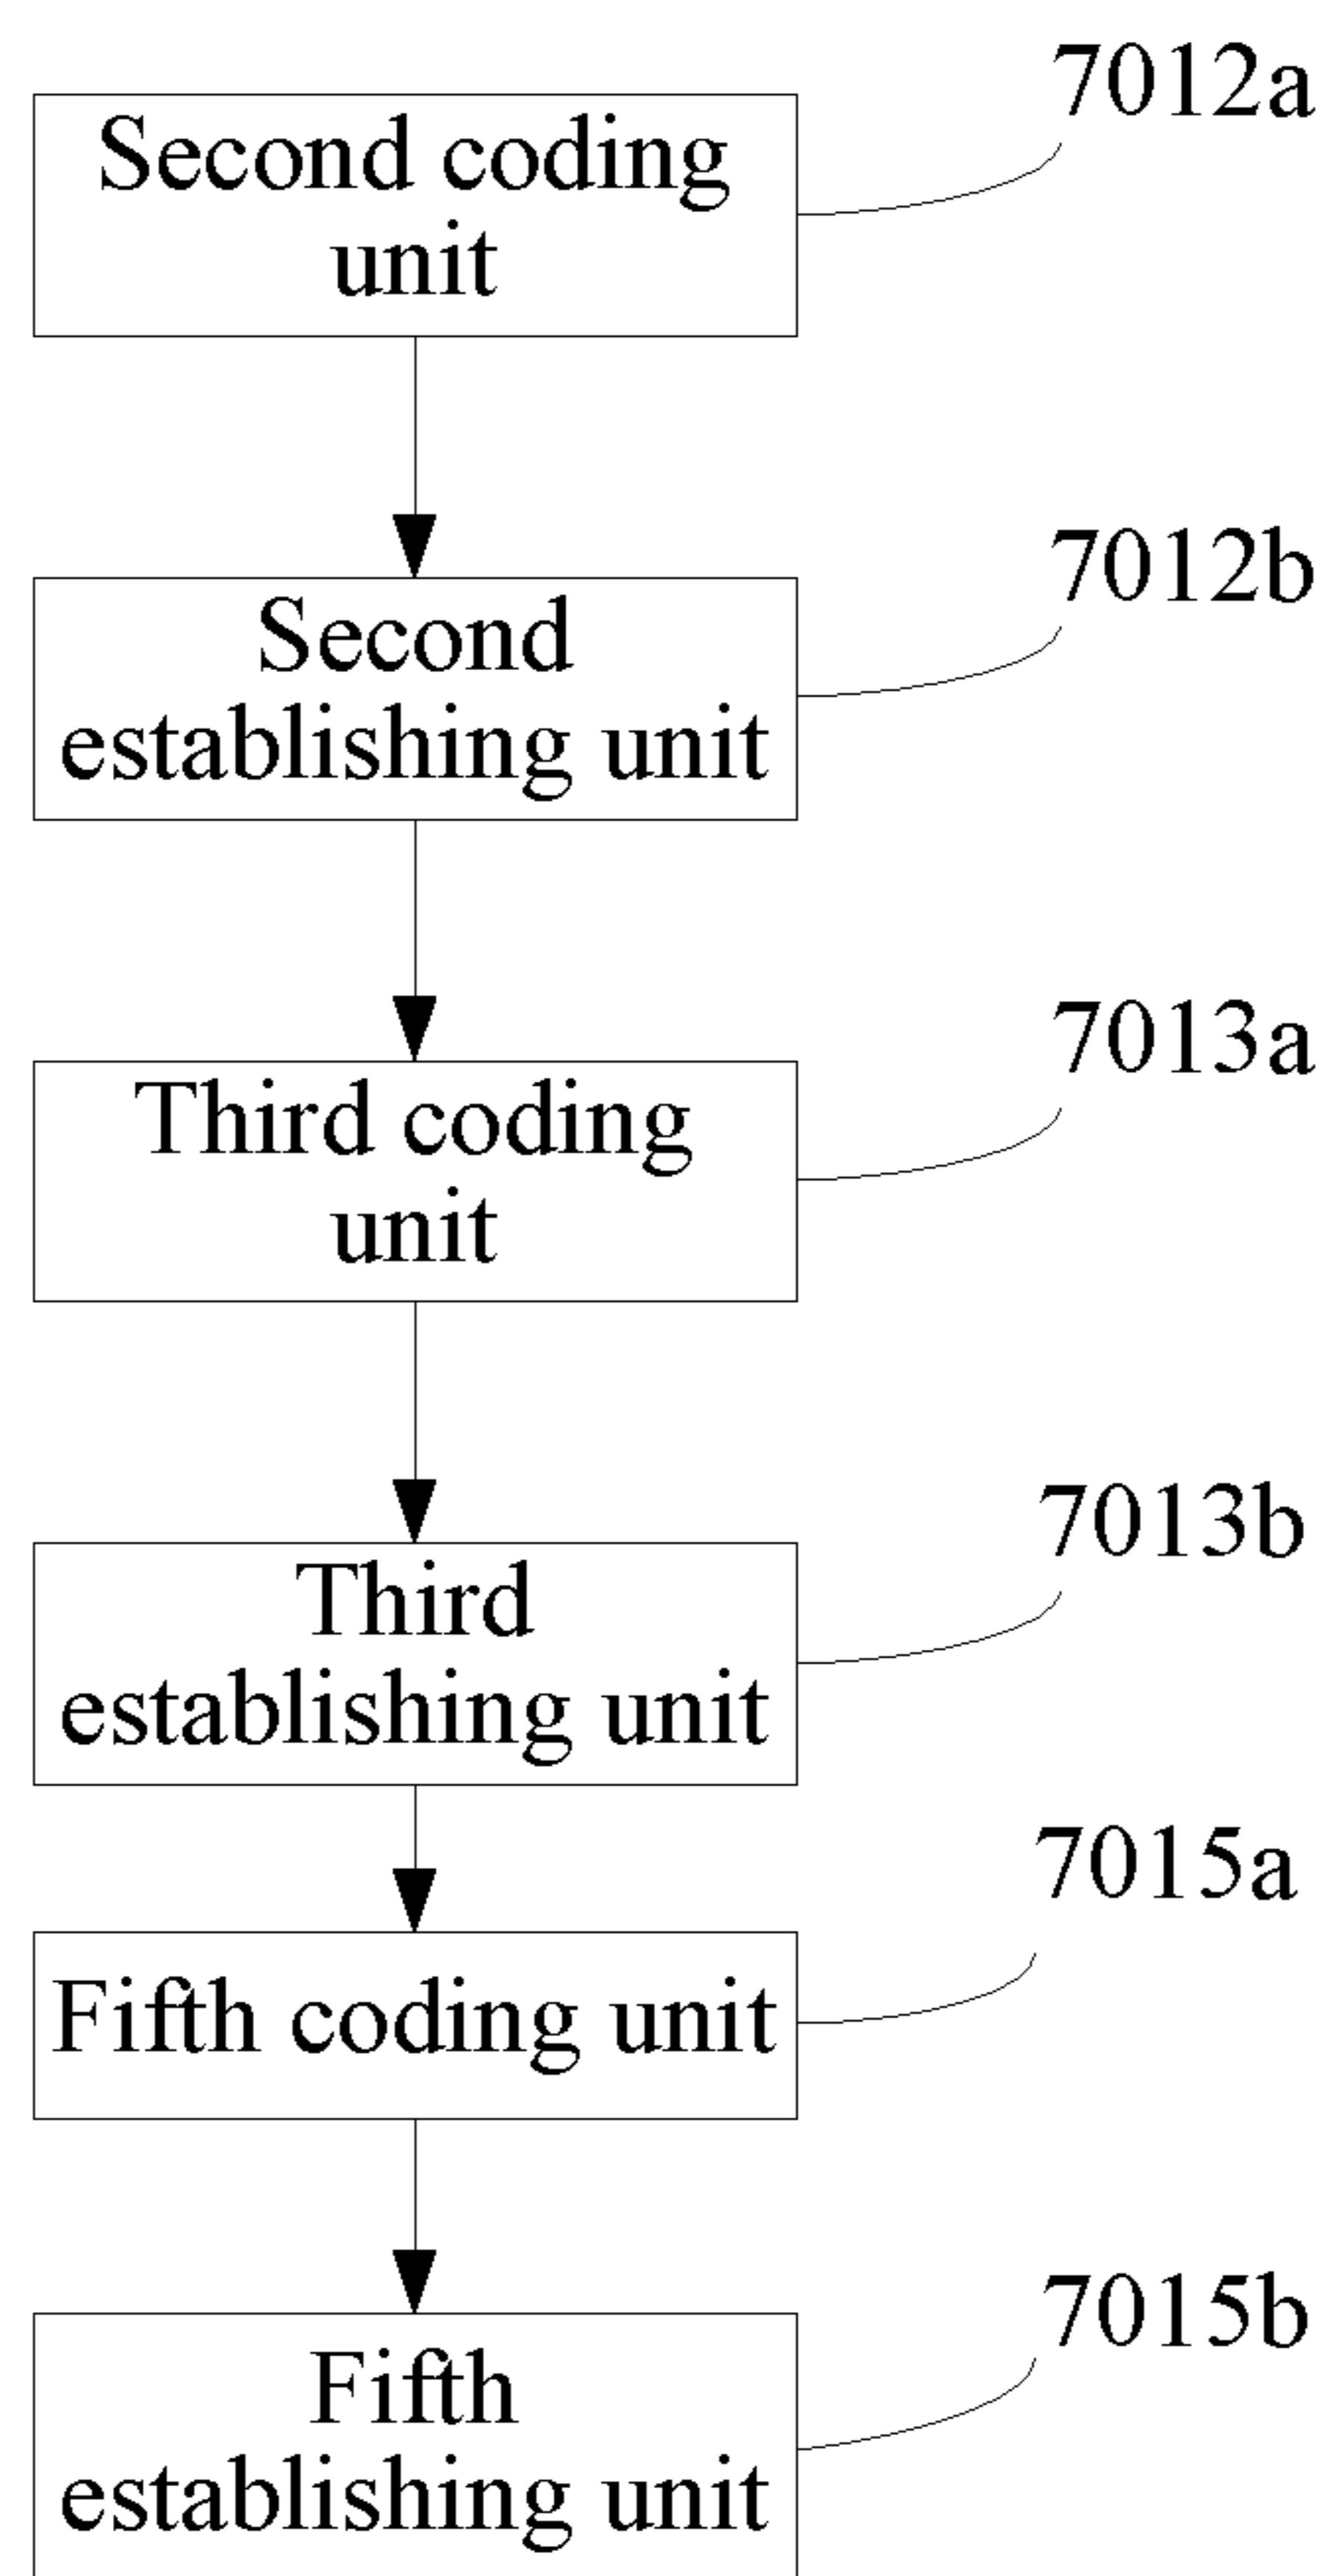 7012a
Second coding
unit
7012b
Second
establishing unit
7013a
Third coding
unit
7013b
Third
establishing unit
7015a
Fifth coding unit
7015b
Fifth
establishing unit